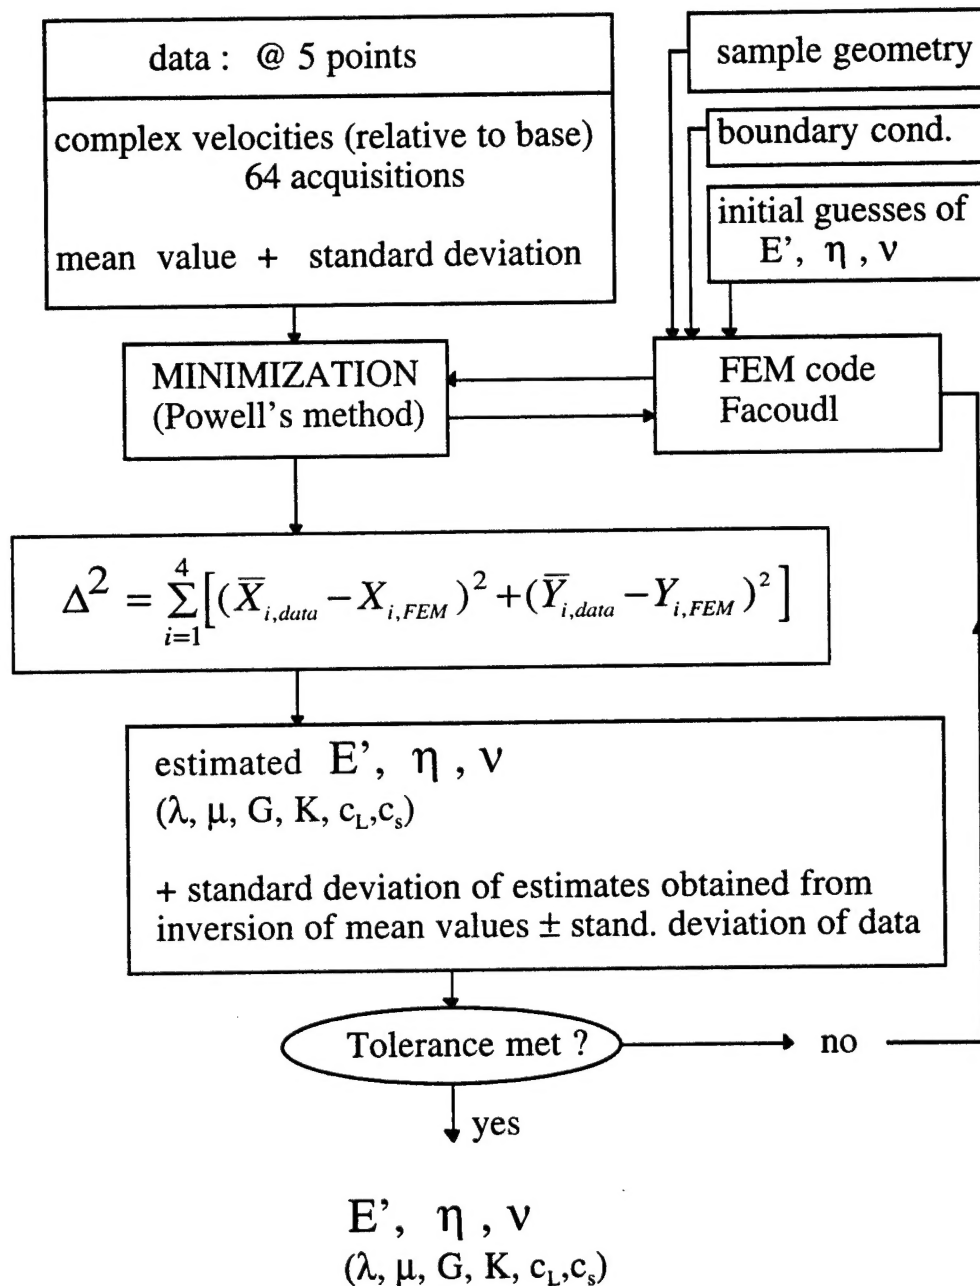 data : @ 5 points
complex velocities (relative to base)
64 acquisitions
mean value + standard deviation
sample geometry
boundary cond.
initial guesses of
E’, η , ν
MINIMIZATION
(Powell’s method)
FEM code
Facoudl
Δ² = ∑_{i=1}^{4} [(X̅_{i,data} − X_{i,FEM})² + (Y̅_{i,data} − Y_{i,FEM})²]
estimated E’, η , ν
(λ, μ, G, K, c_L,c_s)
+ standard deviation of estimates obtained from
inversion of mean values ± stand. deviation of data
Tolerance met ?
no
yes
E’, η , ν
(λ, μ, G, K, c_L,c_s)